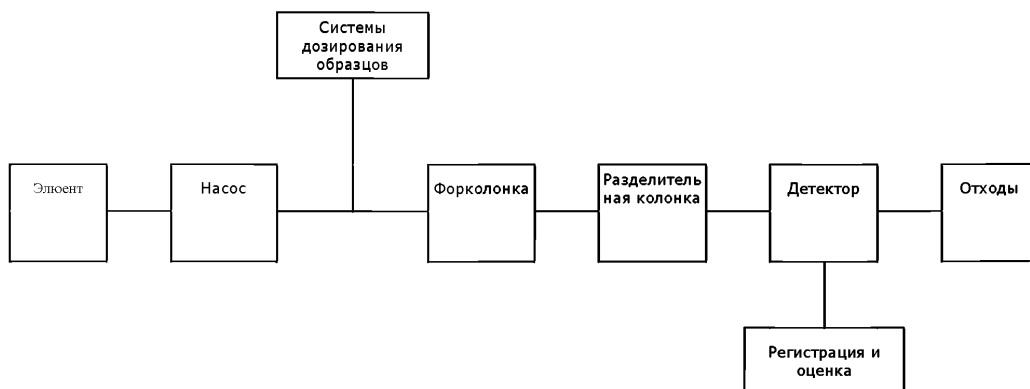 Системы
дозирования
образцов
Элюент
Насос
Форколонка
Разделитель
ная колонка
Детектор
Отходы
Регистрация и
оценка